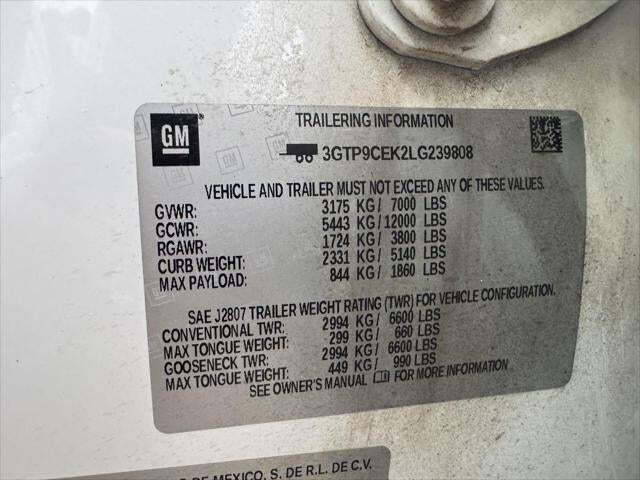 GM
TRAILERING INFORMATION
3GTP9CEK2LG239808
VEHICLE AND TRAILER MUST NOT EXCEED ANY OF THESE VALUES.
GVWR: 3175 KG/ 7000 LBS
GCWR: 5443 KG/12000 LBS
RGAWR: 1724 KG/ 3800 LBS
CURB WEIGHT: 2331 KG/ 5140 LBS
MAX PAYLOAD: 844 KG/ 1860 LBS
SAE J2807 TRAILER WEIGHT RATING (TWR) FOR VEHICLE CONFIGURATION.
CONVENTIONAL TWR: 2994 KG/ 6600 LBS
MAX TONGUE WEIGHT: 299 KG/ 660 LBS
GOOSENECK TWR: 2994 KG/ 6600 LBS
MAX TONGUE WEIGHT: 449 KG/ 990 LBS
SEE OWNER'S MANUAL FOR MORE INFORMATION
DE MEXICO, S. DE R.L. DE C.V.